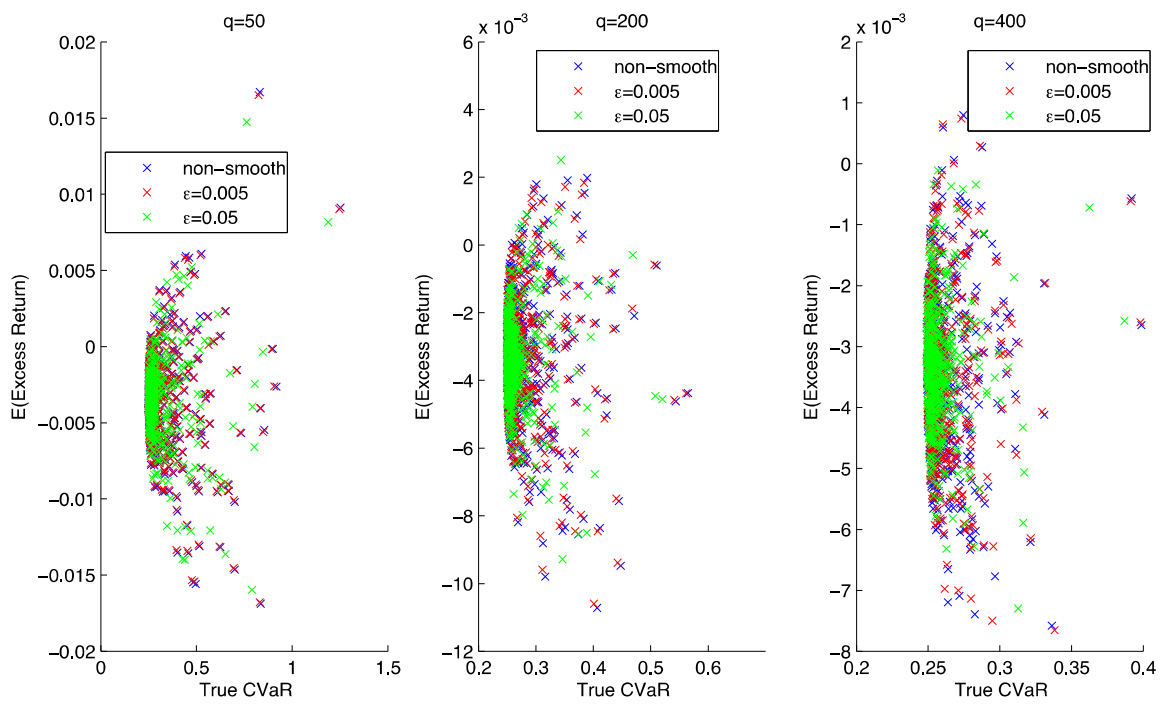 q=50
0.02
0.015
0.01
0.005
0
−0.005
−0.01
−0.015
−0.02
E(Excess Return)
non−smooth
ε=0.005
ε=0.05
0
0.5
1
1.5
True CVaR
x 10⁻³
q=200
6
4
2
0
−2
−4
−6
−8
−10
−12
E(Excess Return)
non−smooth
ε=0.005
ε=0.05
0.2
0.3
0.4
0.5
0.6
True CVaR
x 10⁻³
q=400
2
1
0
−1
−2
−3
−4
−5
−6
−7
−8
E(Excess Return)
non−smooth
ε=0.005
ε=0.05
0.2
0.25
0.3
0.35
0.4
True CVaR